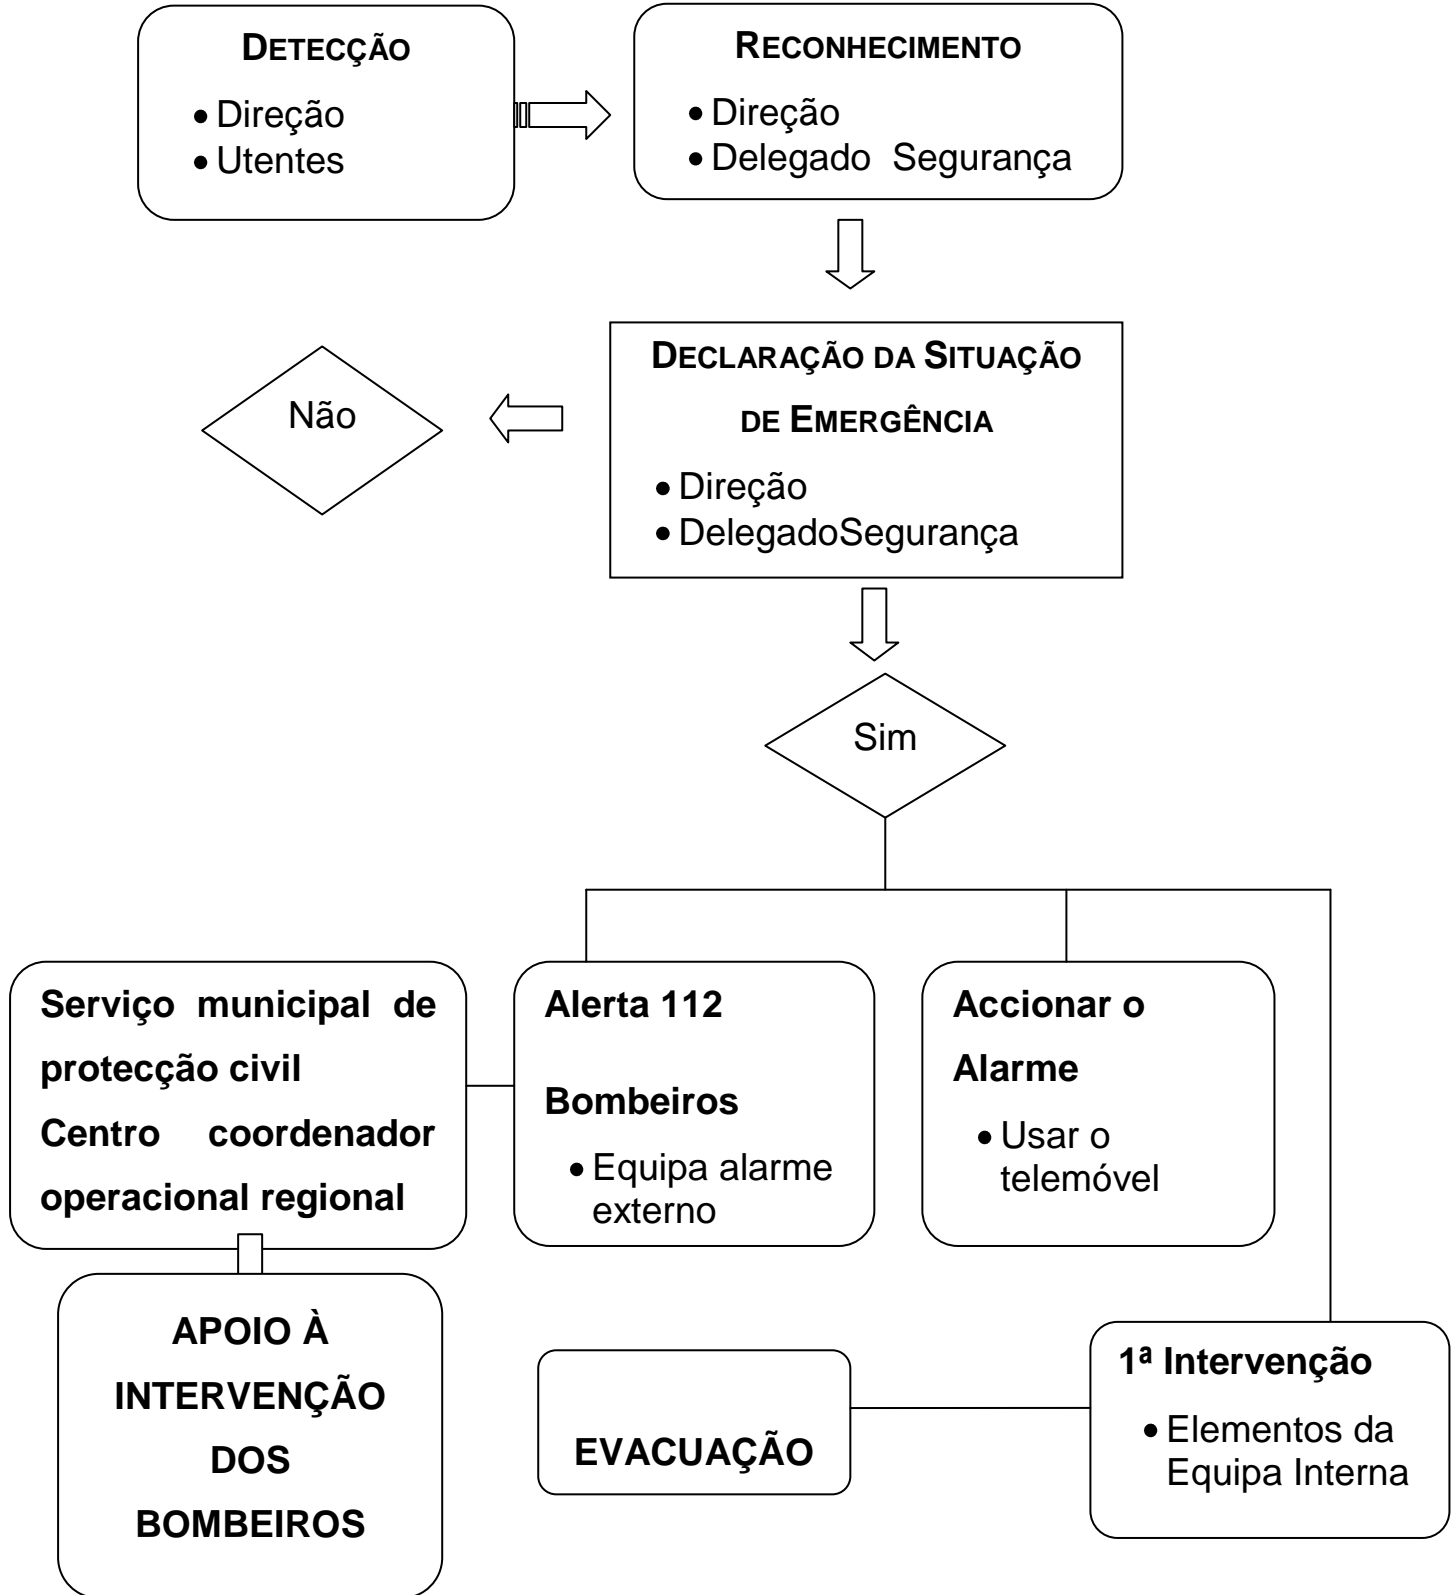 DETECÇÃO
• Direção
• Utentes
RECONHECIMENTO
• Direção
• Delegado Segurança
DECLARAÇÃO DA SITUAÇÃO
DE EMERGÊNCIA
• Direção
• DelegadoSegurança
Não
Sim
Serviço municipal de
protecção civil
Centro coordenador
operacional regional
Alerta 112
Bombeiros
• Equipa alarme
externo
Accionar o
Alarme
• Usar o
telemóvel
APOIO À
INTERVENÇÃO
DOS
BOMBEIROS
EVACUAÇÃO
1ª Intervenção
• Elementos da
Equipa Interna